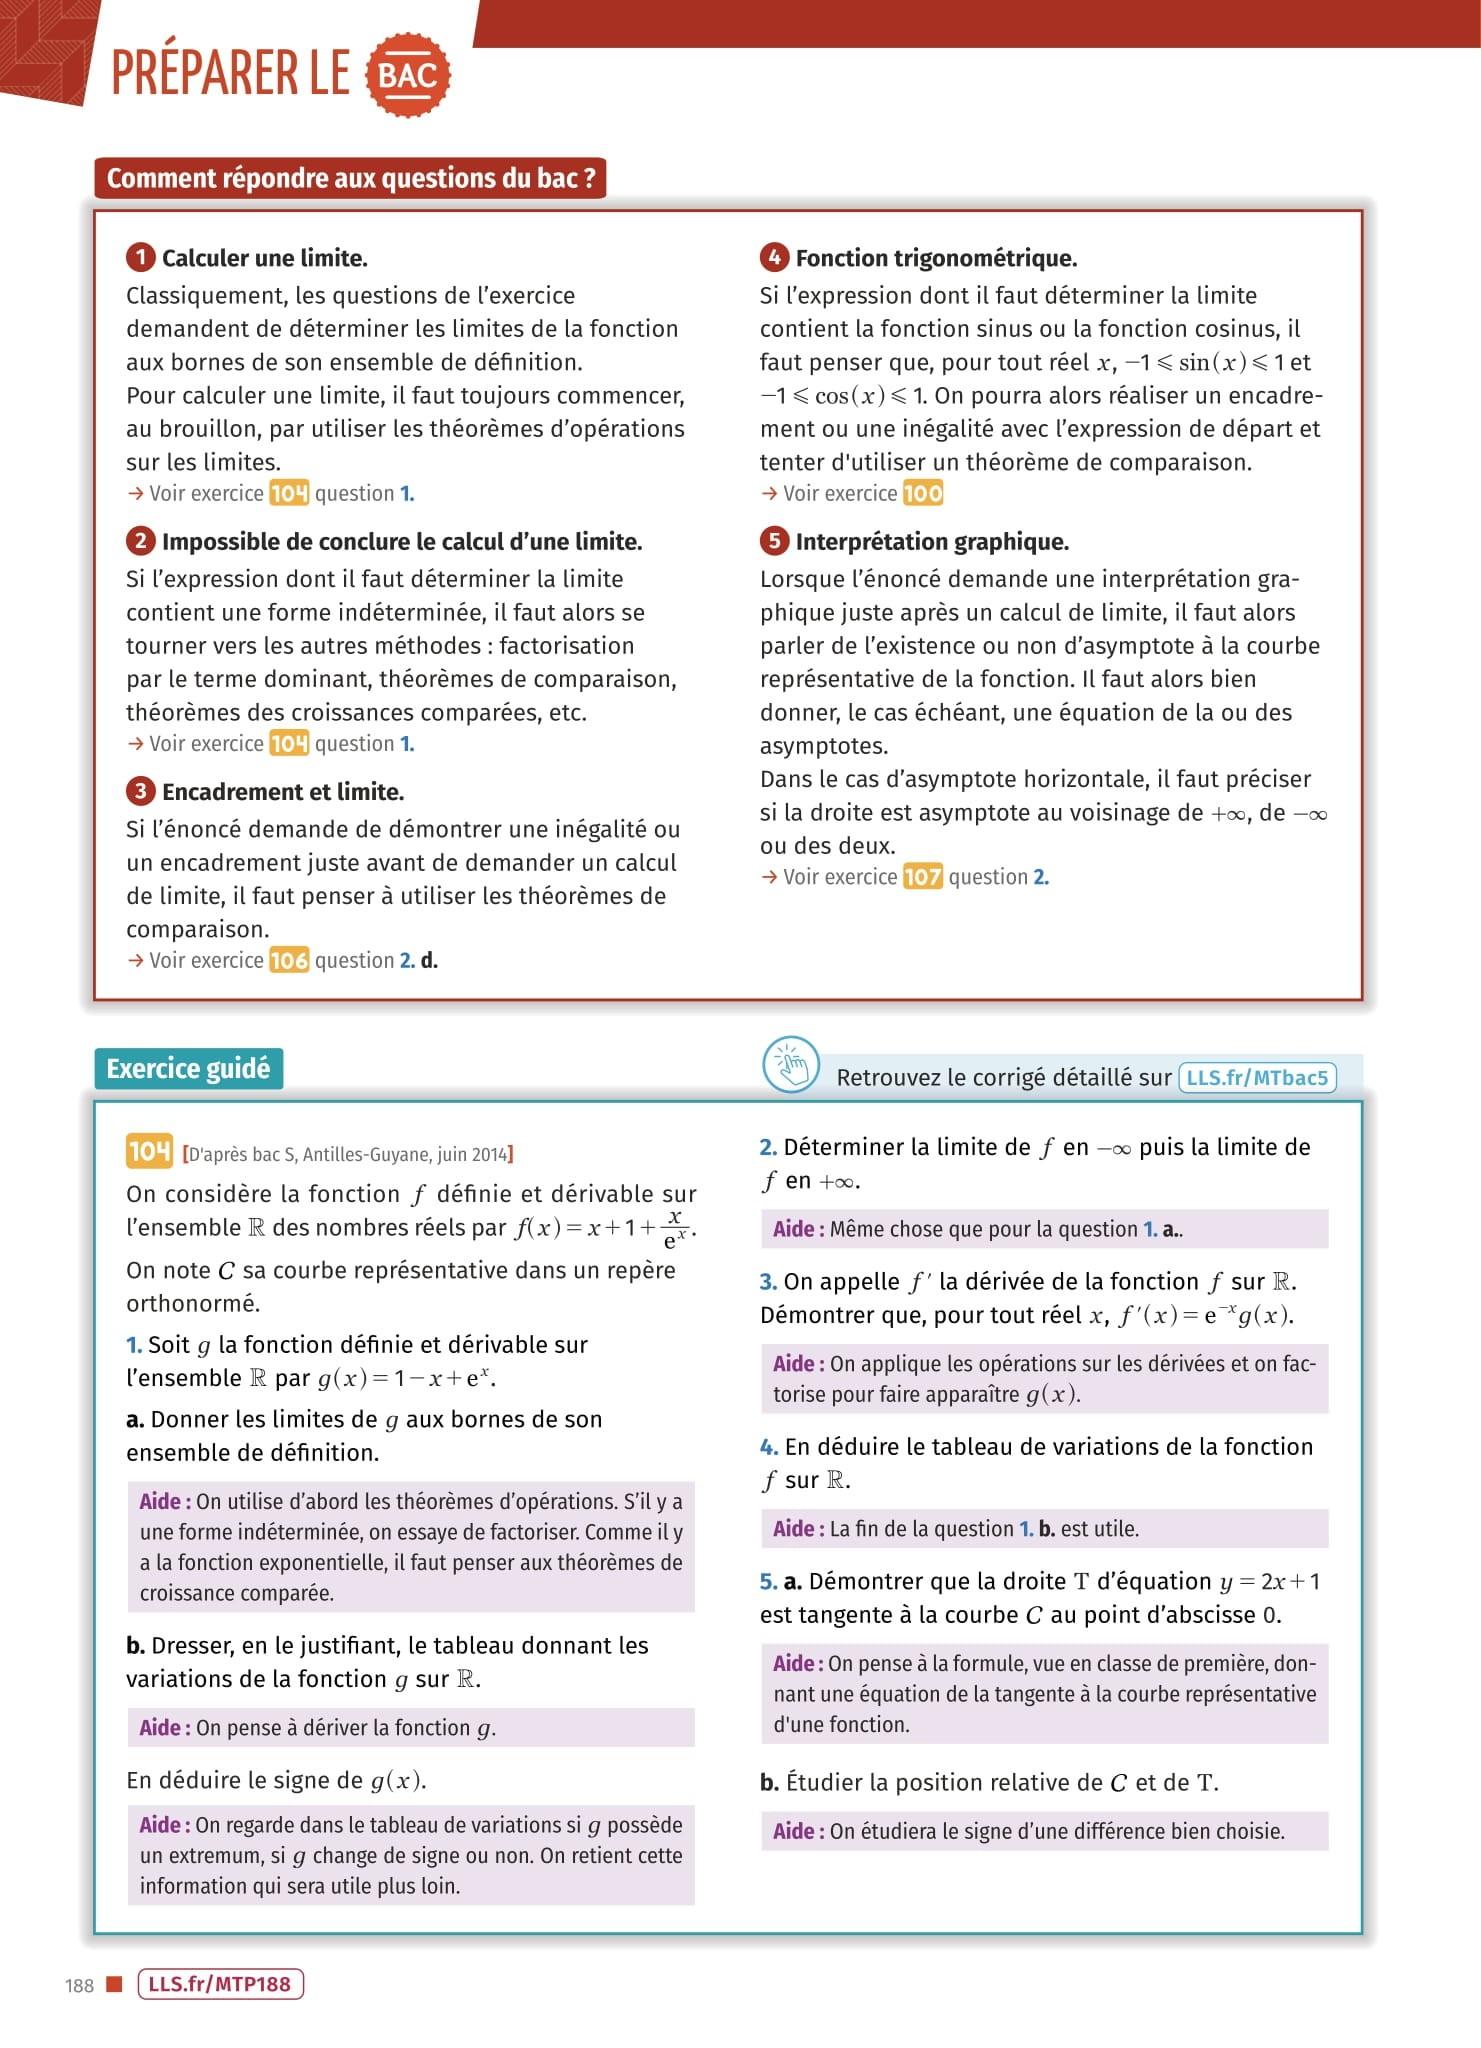 PRÉPARER LE BAC
Comment répondre aux questions du bac ?
1 Calculer une limite.
Classiquement, les questions de l'exercice
demandent de déterminer les limites de la fonction
aux bornes de son ensemble de définition.
Pour calculer une limite, il faut toujours commencer,
au brouillon, par utiliser les théorèmes d'opérations
sur les limites.
→ Voir exercice 104 question 1.
2 Impossible de conclure le calcul d'une limite.
Si l'expression dont il faut déterminer la limite
contient une forme indéterminée, il faut alors se
tourner vers les autres méthodes : factorisation
par le terme dominant, théorèmes de comparaison,
théorèmes des croissances comparées, etc.
→ Voir exercice 104 question 1.
3 Encadrement et limite.
Si l'énoncé demande de démontrer une inégalité ou
un encadrement juste avant de demander un calcul
de limite, il faut penser à utiliser les théorèmes de
comparaison.
→ Voir exercice 106 question 2. d.
4 Fonction trigonométrique.
Si l'expression dont il faut déterminer la limite
contient la fonction sinus ou la fonction cosinus, il
faut penser que, pour tout réel x, −1 ⩽ sin(x) ⩽ 1 et
−1 ⩽ cos(x) ⩽ 1. On pourra alors réaliser un encadre-
ment ou une inégalité avec l'expression de départ et
tenter d'utiliser un théorème de comparaison.
→ Voir exercice 100
5 Interprétation graphique.
Lorsque l'énoncé demande une interprétation gra-
phique juste après un calcul de limite, il faut alors
parler de l'existence ou non d'asymptote à la courbe
représentative de la fonction. Il faut alors bien
donner, le cas échéant, une équation de la ou des
asymptotes.
Dans le cas d'asymptote horizontale, il faut préciser
si la droite est asymptote au voisinage de +∞, de −∞
ou des deux.
→ Voir exercice 107 question 2.
Exercice guidé
Retrouvez le corrigé détaillé sur LLS.fr/MTbac5
104 [D'après bac S, Antilles-Guyane, juin 2014]
On considère la fonction f définie et dérivable sur
l'ensemble ℝ des nombres réels par f(x) = x + 1 + x/eˣ.
On note C sa courbe représentative dans un repère
orthonormé.
1. Soit g la fonction définie et dérivable sur
l'ensemble ℝ par g(x) = 1 − x + eˣ.
a. Donner les limites de g aux bornes de son
ensemble de définition.
Aide : On utilise d'abord les théorèmes d'opérations. S'il y a
une forme indéterminée, on essaye de factoriser. Comme il y
a la fonction exponentielle, il faut penser aux théorèmes de
croissance comparée.
b. Dresser, en le justifiant, le tableau donnant les
variations de la fonction g sur ℝ.
Aide : On pense à dériver la fonction g.
En déduire le signe de g(x).
Aide : On regarde dans le tableau de variations si g possède
un extremum, si g change de signe ou non. On retient cette
information qui sera utile plus loin.
2. Déterminer la limite de f en −∞ puis la limite de
f en +∞.
Aide : Même chose que pour la question 1. a..
3. On appelle f′ la dérivée de la fonction f sur ℝ.
Démontrer que, pour tout réel x, f′(x) = e⁻ˣg(x).
Aide : On applique les opérations sur les dérivées et on fac-
torise pour faire apparaître g(x).
4. En déduire le tableau de variations de la fonction
f sur ℝ.
Aide : La fin de la question 1. b. est utile.
5. a. Démontrer que la droite T d'équation y = 2x + 1
est tangente à la courbe C au point d'abscisse 0.
Aide : On pense à la formule, vue en classe de première, don-
nant une équation de la tangente à la courbe représentative
d'une fonction.
b. Étudier la position relative de C et de T.
Aide : On étudiera le signe d'une différence bien choisie.
188 LLS.fr/MTP188